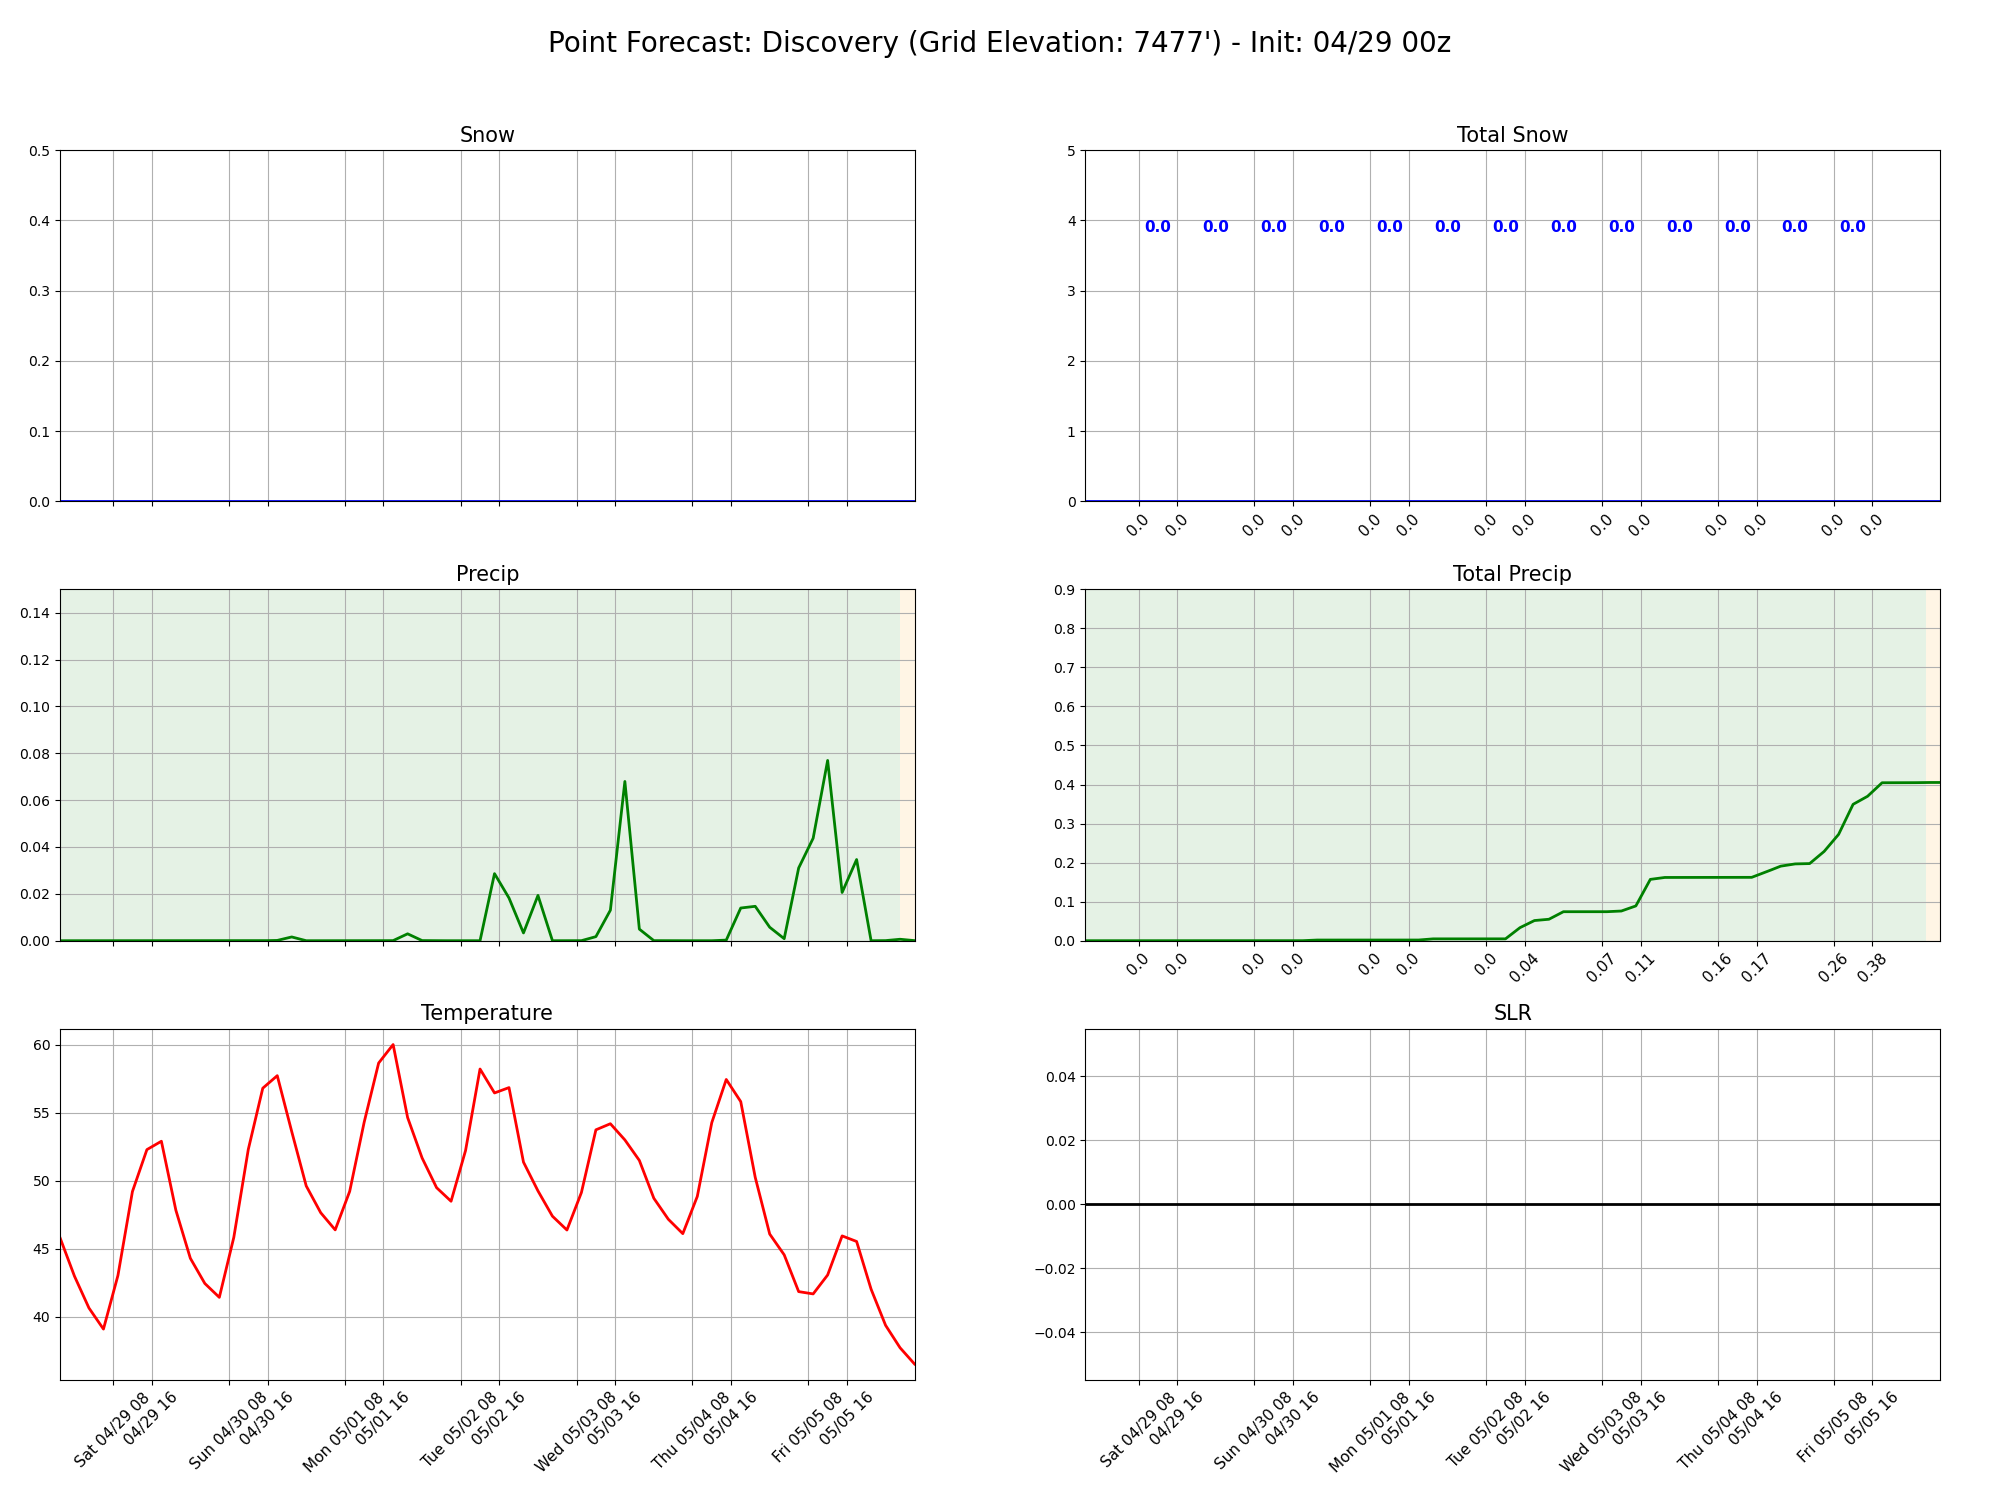 Point Forecast: Discovery (Grid Elevation: 7477') - Init: 04/29 00z
Snow
0.5
0.4
0.3
0.2
0.1
0.0
Total Snow
5
4
3
2
1
0
0.0 0.0 0.0 0.0 0.0 0.0 0.0 0.0 0.0 0.0 0.0 0.0 0.0
0.0 0.0 0.0 0.0 0.0 0.0 0.0 0.0 0.0 0.0 0.0 0.0 0.0 0.0
Precip
0.14
0.12
0.10
0.08
0.06
0.04
0.02
0.00
Total Precip
0.9
0.8
0.7
0.6
0.5
0.4
0.3
0.2
0.1
0.0
0.0 0.0 0.0 0.0 0.0 0.0 0.0 0.04 0.07 0.11 0.16 0.17 0.26 0.38
Temperature
60
55
50
45
40
Sat 04/29 08
04/29 16
Sun 04/30 08
04/30 16
Mon 05/01 08
05/01 16
Tue 05/02 08
05/02 16
Wed 05/03 08
05/03 16
Thu 05/04 08
05/04 16
Fri 05/05 08
05/05 16
SLR
0.04
0.02
0.00
−0.02
−0.04
Sat 04/29 08
04/29 16
Sun 04/30 08
04/30 16
Mon 05/01 08
05/01 16
Tue 05/02 08
05/02 16
Wed 05/03 08
05/03 16
Thu 05/04 08
05/04 16
Fri 05/05 08
05/05 16